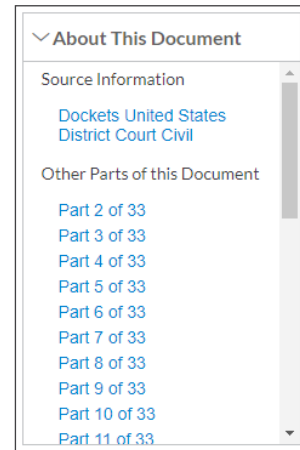 About This Document
Source Information
Dockets United States
District Court Civil
Other Parts of this Document
Part 2 of 33
Part 3 of 33
Part 4 of 33
Part 5 of 33
Part 6 of 33
Part 7 of 33
Part 8 of 33
Part 9 of 33
Part 10 of 33
Part 11 of 33